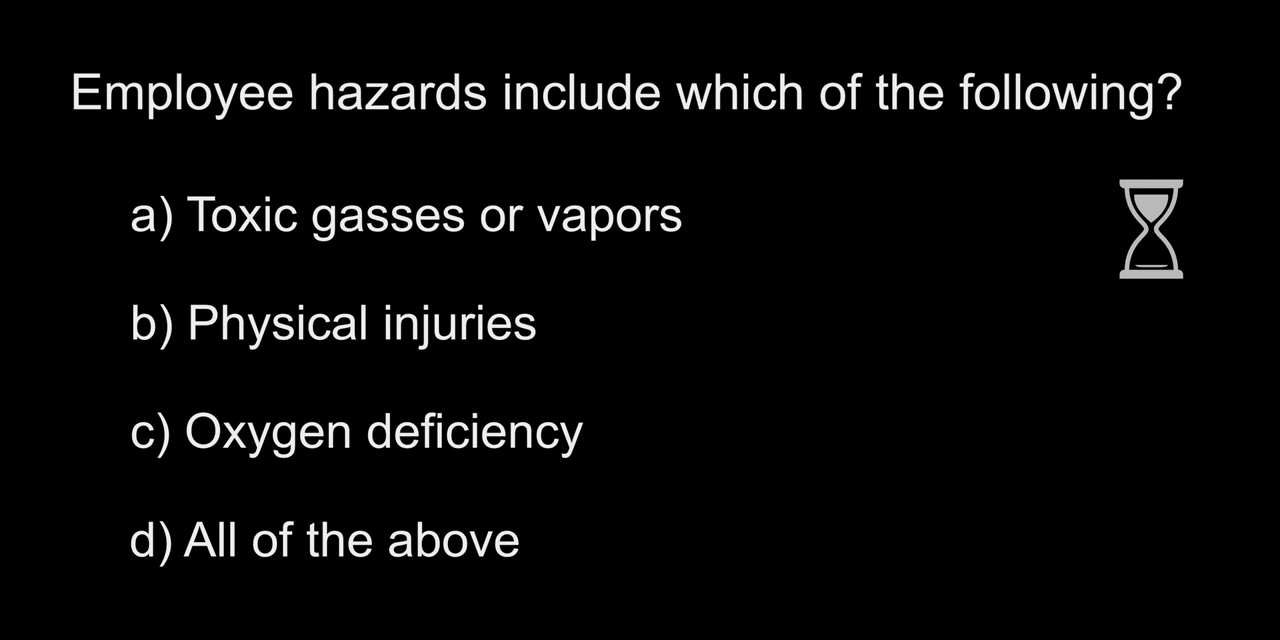 Employee hazards include which of the following?
a) Toxic gasses or vapors
b) Physical injuries
c) Oxygen deficiency
d) All of the above